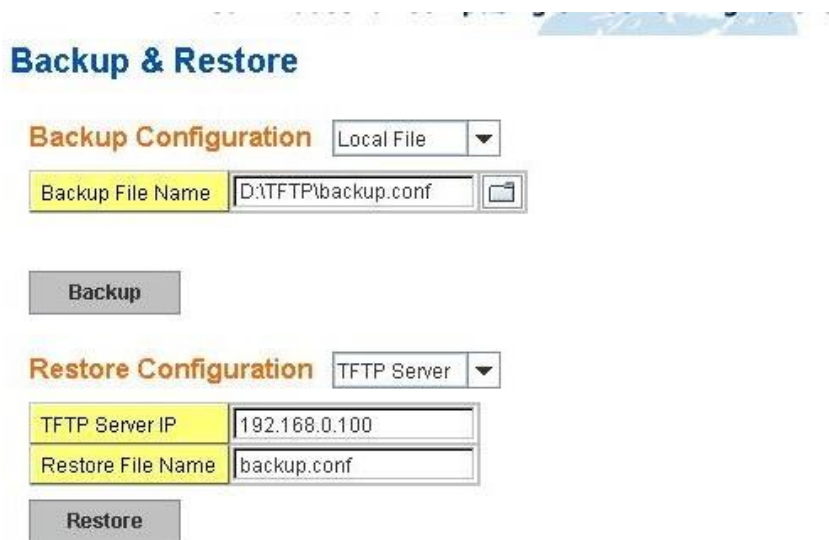 Backup & Restore
Backup Configuration Local File
Backup File Name D:\TFTP\backup.conf
Backup
Restore Configuration TFTP Server
TFTP Server IP 192.168.0.100
Restore File Name backup.conf
Restore